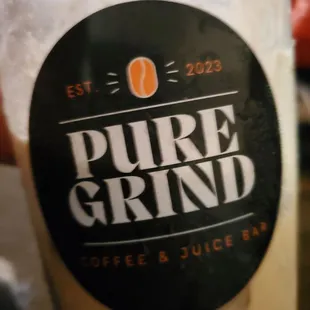 EST. 2023
PURE
GRIND
COFFEE & JUICE BAR